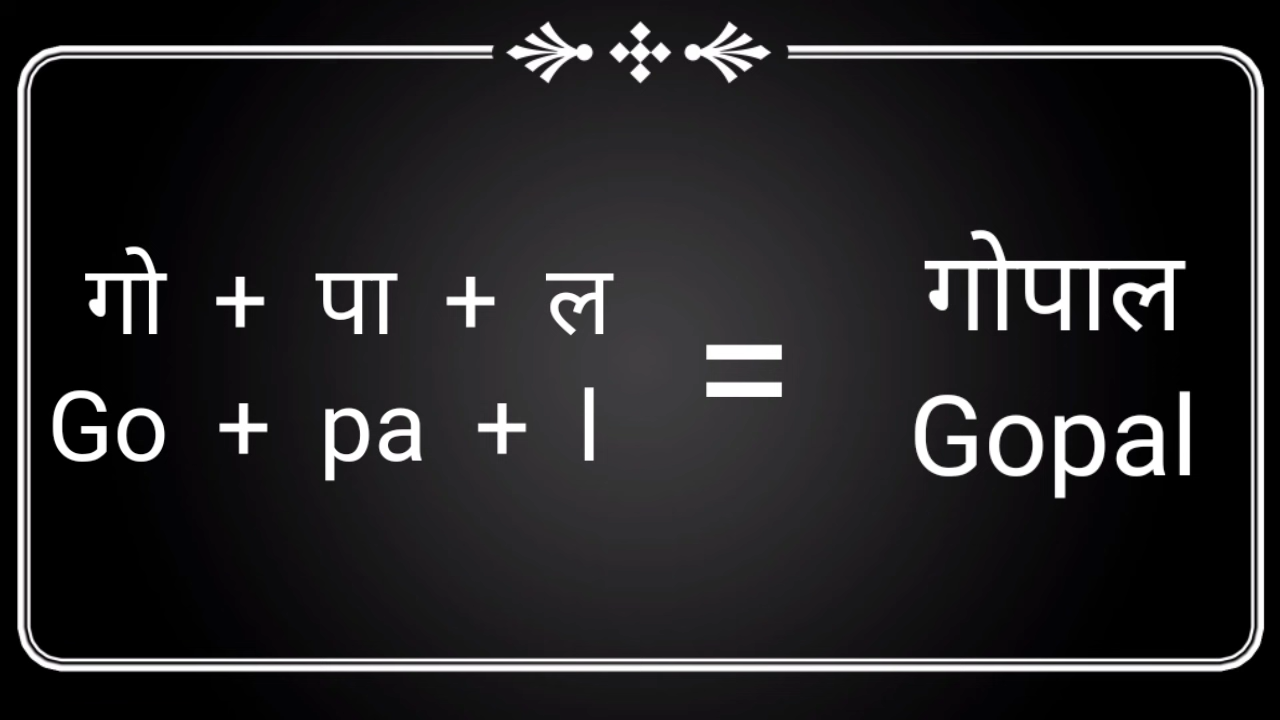 गो + पा + ल = गोपाल
Go + pa + l = Gopal